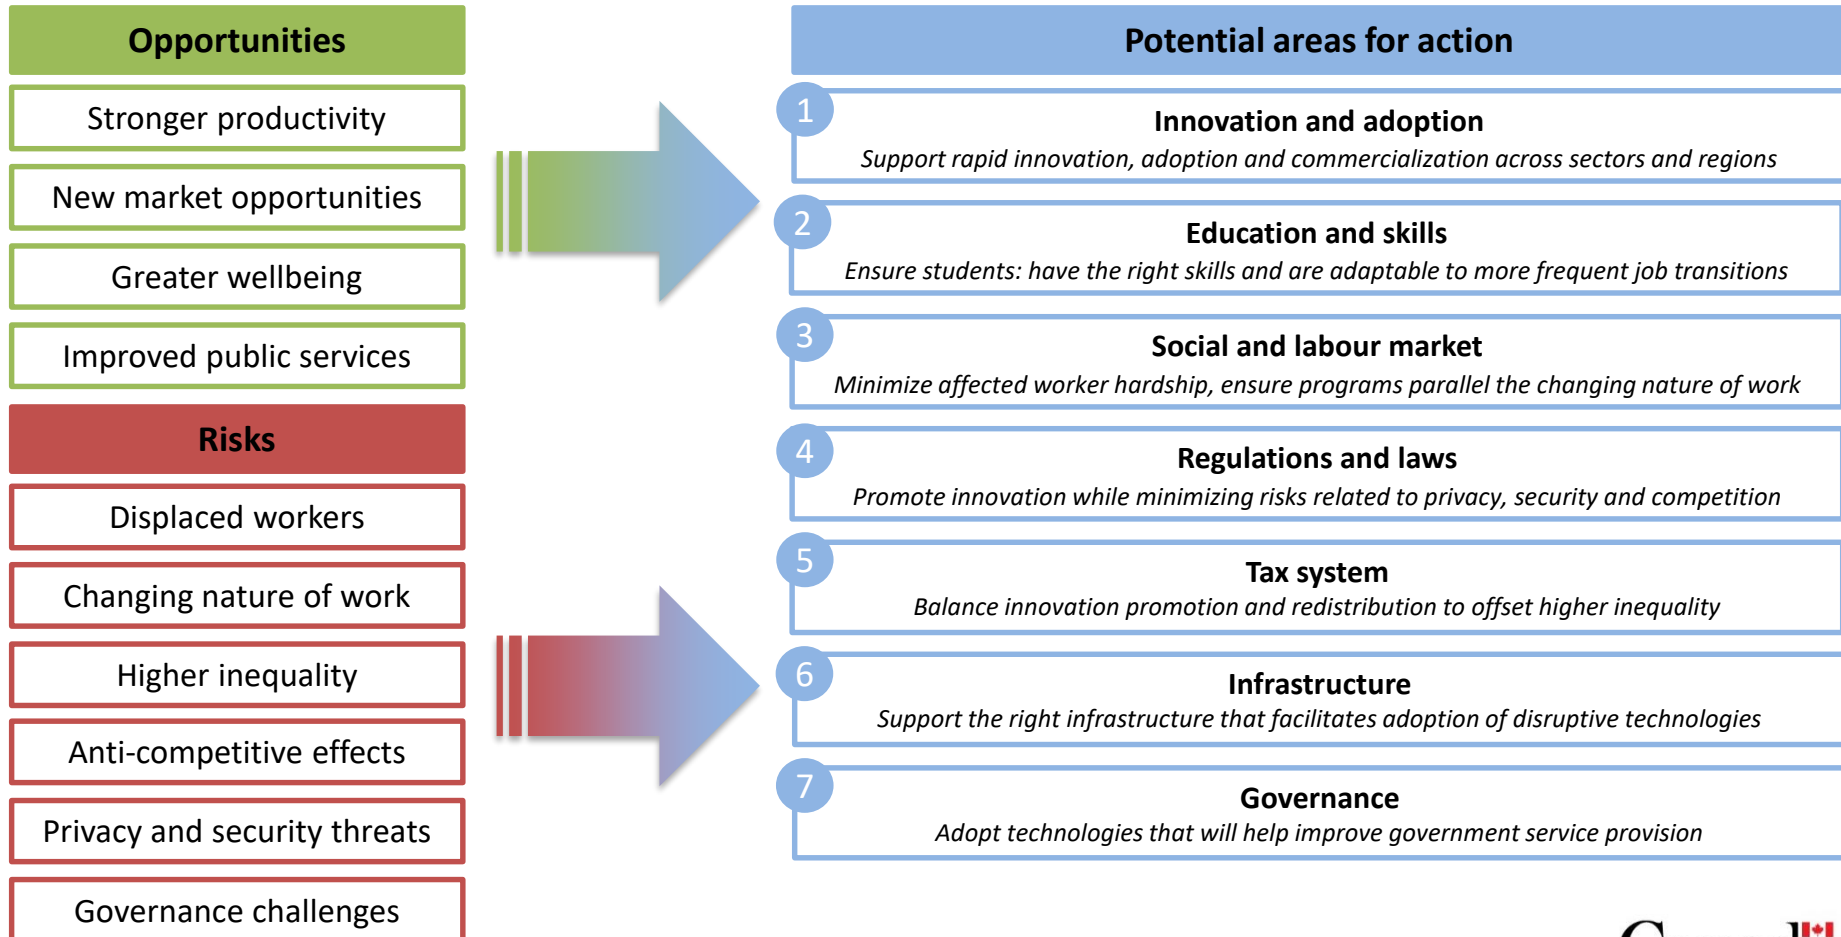 Opportunities
Stronger productivity
New market opportunities
Greater wellbeing
Improved public services
Risks
Displaced workers
Changing nature of work
Higher inequality
Anti-competitive effects
Privacy and security threats
Governance challenges
Potential areas for action
1
Innovation and adoption
Support rapid innovation, adoption and commercialization across sectors and regions
2
Education and skills
Ensure students: have the right skills and are adaptable to more frequent job transitions
3
Social and labour market
Minimize affected worker hardship, ensure programs parallel the changing nature of work
4
Regulations and laws
Promote innovation while minimizing risks related to privacy, security and competition
5
Tax system
Balance innovation promotion and redistribution to offset higher inequality
6
Infrastructure
Support the right infrastructure that facilitates adoption of disruptive technologies
7
Governance
Adopt technologies that will help improve government service provision